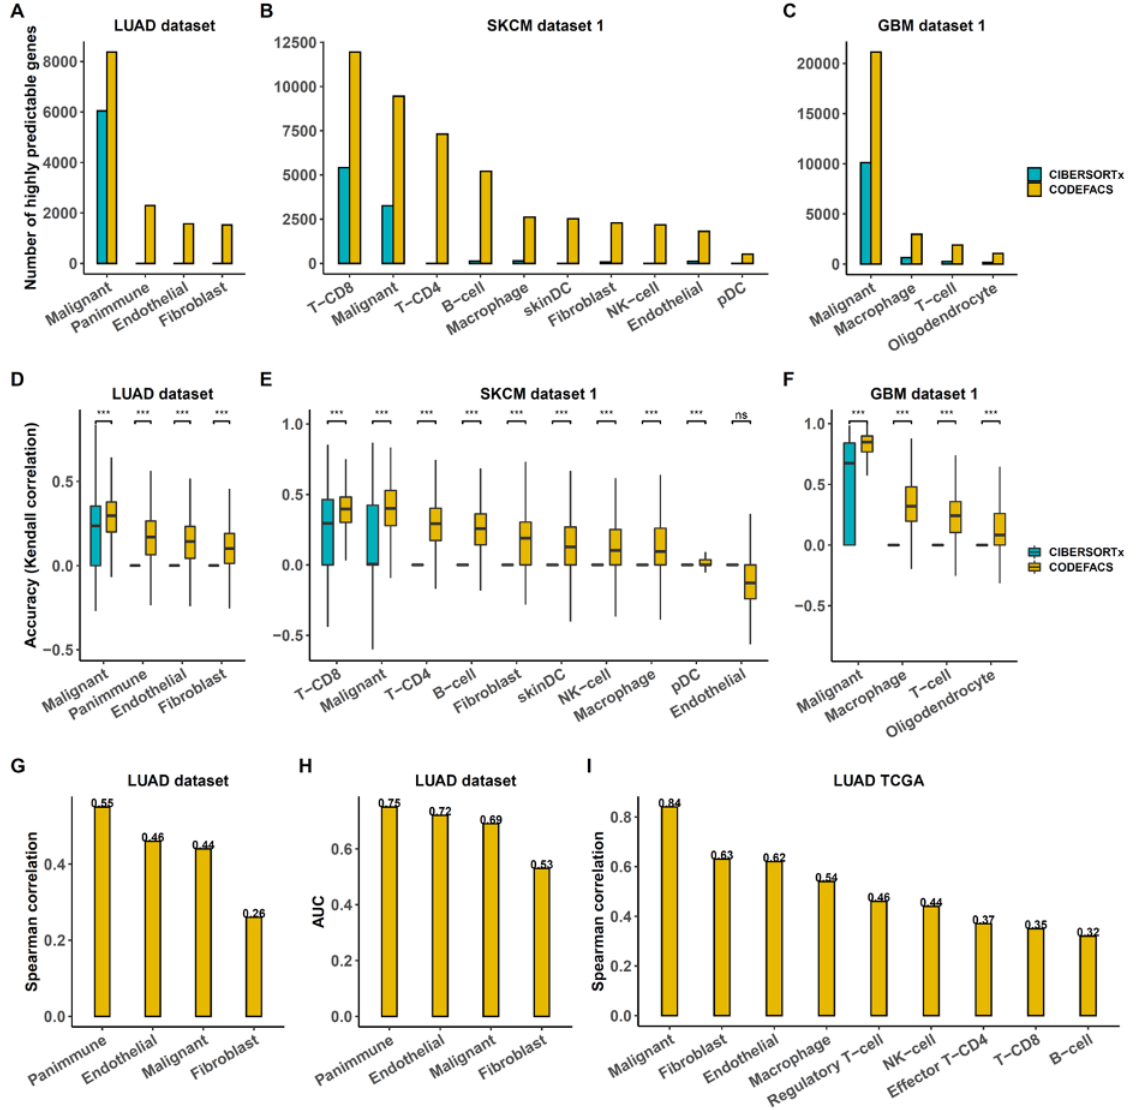 A
LUAD dataset
Number of highly predictable genes
8000
6000
4000
2000
0
Malignant
Panimmune
Endothelial
Fibroblast
B
SKCM dataset 1
12500
10000
7500
5000
2500
0
T−CD8
Malignant
T−CD4
B−cell
Macrophage
skinDC
Fibroblast
NK−cell
Endothelial
pDC
C
GBM dataset 1
20000
15000
10000
5000
0
Malignant
Macrophage
T−cell
Oligodendrocyte
CIBERSORTx
CODEFACS
D
LUAD dataset
Accuracy (Kendall correlation)
*** *** *** ***
0.5
0.0
−0.5
Malignant
Panimmune
Endothelial
Fibroblast
E
SKCM dataset 1
*** *** *** *** *** *** *** *** *** ns
1.0
0.5
0.0
−0.5
T−CD8
Malignant
T−CD4
B−cell
Fibroblast
skinDC
NK−cell
Macrophage
pDC
Endothelial
F
GBM dataset 1
*** *** *** ***
1.0
0.5
0.0
−0.5
Malignant
Macrophage
T−cell
Oligodendrocyte
CIBERSORTx
CODEFACS
G
LUAD dataset
Spearman correlation
0.4
0.2
0.0
0.55
0.46
0.44
0.26
Panimmune
Endothelial
Malignant
Fibroblast
H
LUAD dataset
AUC
0.6
0.4
0.2
0.0
0.75
0.72
0.69
0.53
Panimmune
Endothelial
Malignant
Fibroblast
I
LUAD TCGA
Spearman correlation
0.8
0.6
0.4
0.2
0.0
0.84
0.63
0.62
0.54
0.46
0.44
0.37
0.35
0.32
Malignant
Fibroblast
Endothelial
Macrophage
Regulatory T−cell
NK−cell
Effector T−CD4
T−CD8
B−cell